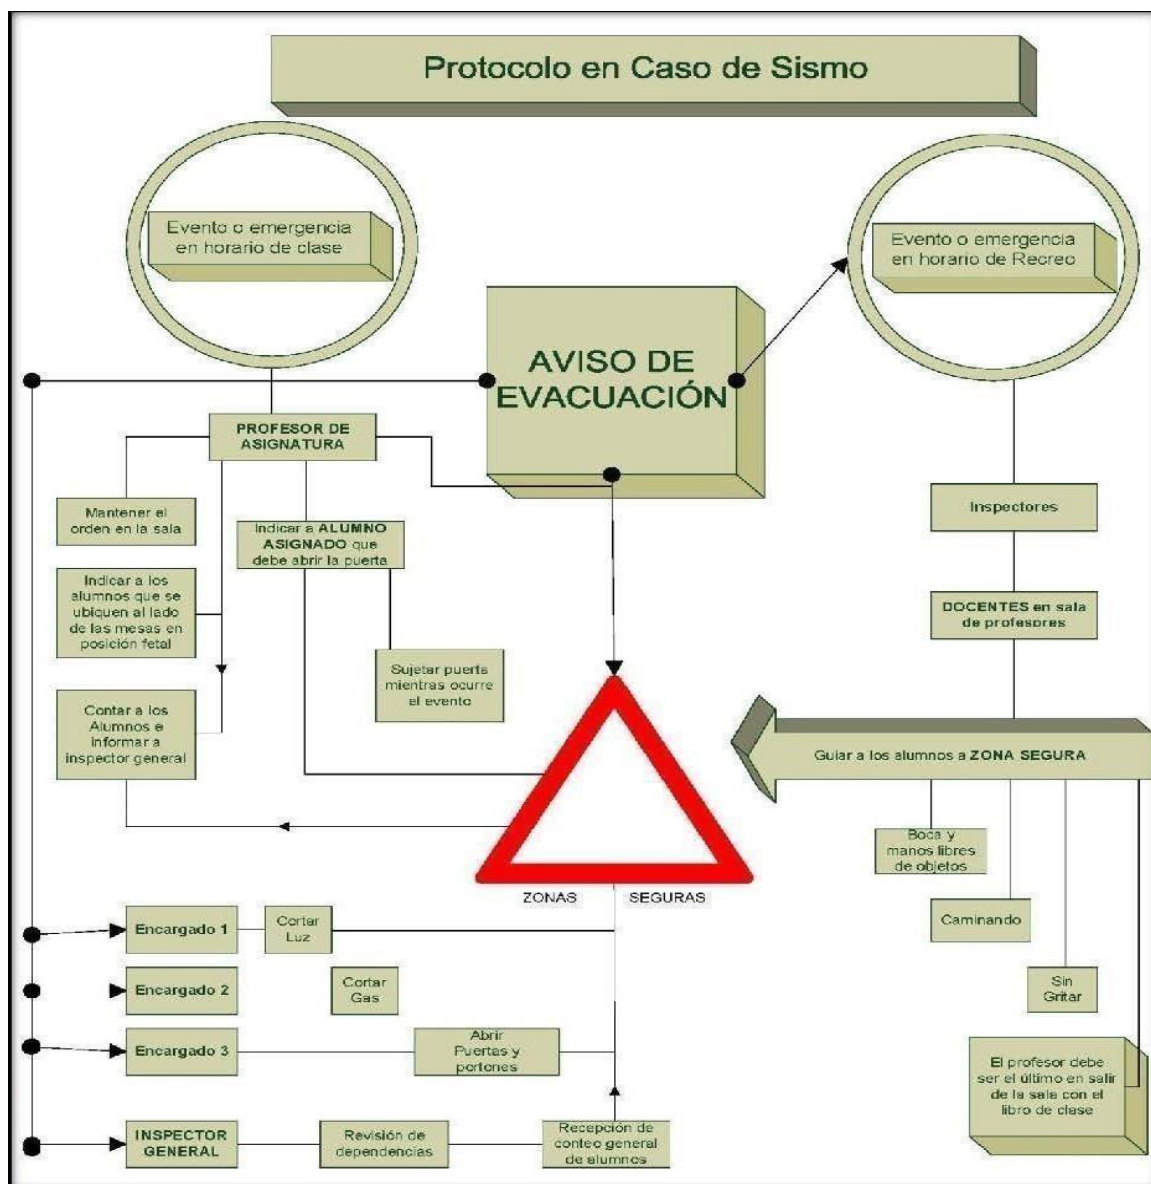 Protocolo en Caso de Sismo
Evento o emergencia
en horario de clase
Evento o emergencia
en horario de Recreo
AVISO DE
EVACUACIÓN
PROFESOR DE
ASIGNATURA
Mantener el
orden en la sala
Indicar a ALUMNO
ASIGNADO que
debe abrir la puerta
Indicar a los
alumnos que se
ubiquen al lado
de las mesas en
posición fetal
Sujetar puerta
mientras ocurre
el evento
Contar a los
Alumnos e
informar a
inspector general
Inspectores
DOCENTES en sala
de profesores
Guiar a los alumnos a ZONA SEGURA
Boca y
manos libres
de objetos
Caminando
Sin
Gritar
El profesor debe
ser el último en salir
de la sala con el
libro de clase
ZONAS SEGURAS
Encargado 1
Cortar
Luz
Encargado 2
Cortar
Gas
Encargado 3
Abrir
Puertas y
portones
INSPECTOR
GENERAL
Revisión de
dependencias
Recepción de
conteo general
de alumnos